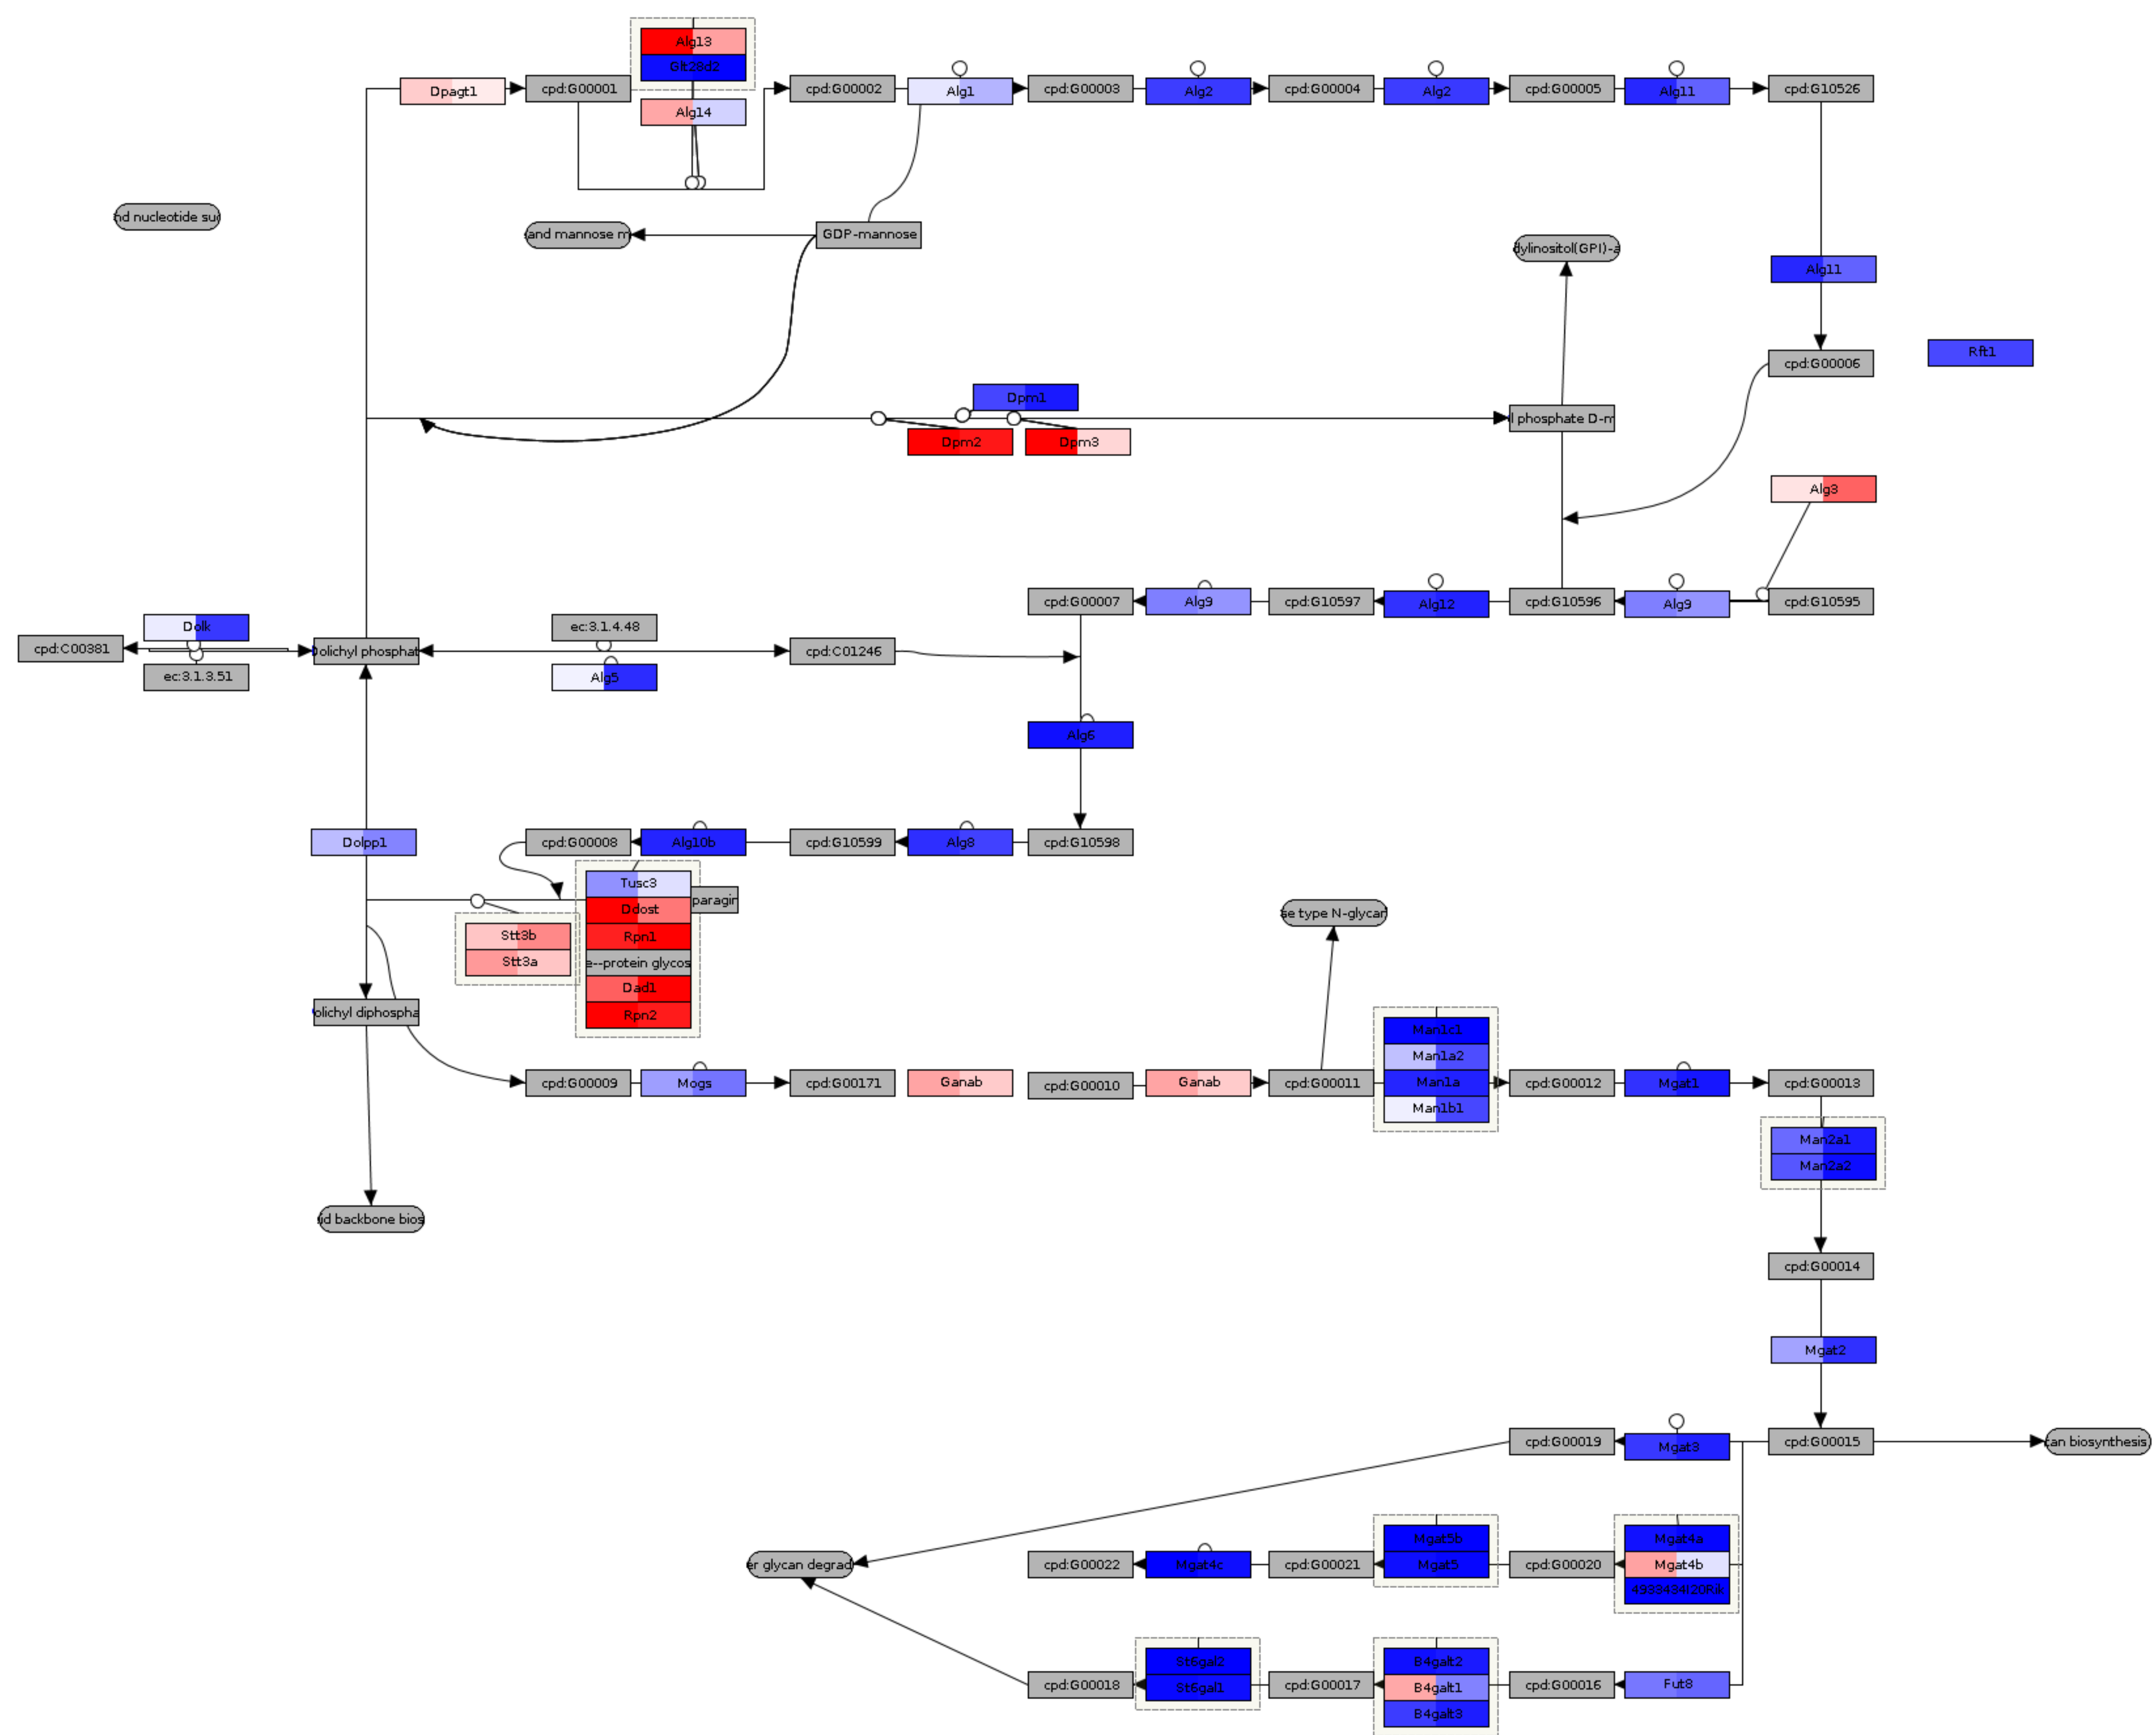 Alg13
Glt28d2
Dpagt1
cpd:G00001
cpd:G00002
Alg1
cpd:G00003
Alg2
cpd:G00004
Alg2
cpd:G00005
Alg11
cpd:G10526
Alg14
nd nucleotide su
and mannose m
GDP-mannose
dylinositol(GPI)-a
Alg11
Rft1
cpd:G00006
Dpm1
l phosphate D-m
Dpm2
Dpm3
Alg3
cpd:G00007
Alg9
cpd:G10597
Alg12
cpd:G10596
Alg9
cpd:G10595
Dolk
ec:3.1.4.48
cpd:C00381
Dolichyl phosphat
cpd:C01246
ec:3.1.3.51
Alg5
Alg6
Dolpp1
cpd:G00008
Alg10b
cpd:G10599
Alg8
cpd:G10598
Tusc3
paragin
Ddost
se type N-glycan
Stt3b
Rpn1
Stt3a
e--protein glycos
Dad1
olichyl diphospha
Rpn2
Man1c1
Man1a2
cpd:G00009
Mogs
cpd:G00171
Ganab
cpd:G00010
Ganab
cpd:G00011
Man1a
cpd:G00012
Mgat1
cpd:G00013
Man1b1
Man2a1
Man2a2
id backbone bios
cpd:G00014
Mgat2
cpd:G00019
Mgat3
cpd:G00015
can biosynthesis
Mgat5b
Mgat4a
er glycan degrad
cpd:G00022
Mgat4c
cpd:G00021
Mgat5
cpd:G00020
Mgat4b
4933434I20Rik
St6gal2
B4galt2
cpd:G00018
St6gal1
cpd:G00017
B4galt1
cpd:G00016
Fut8
B4galt3